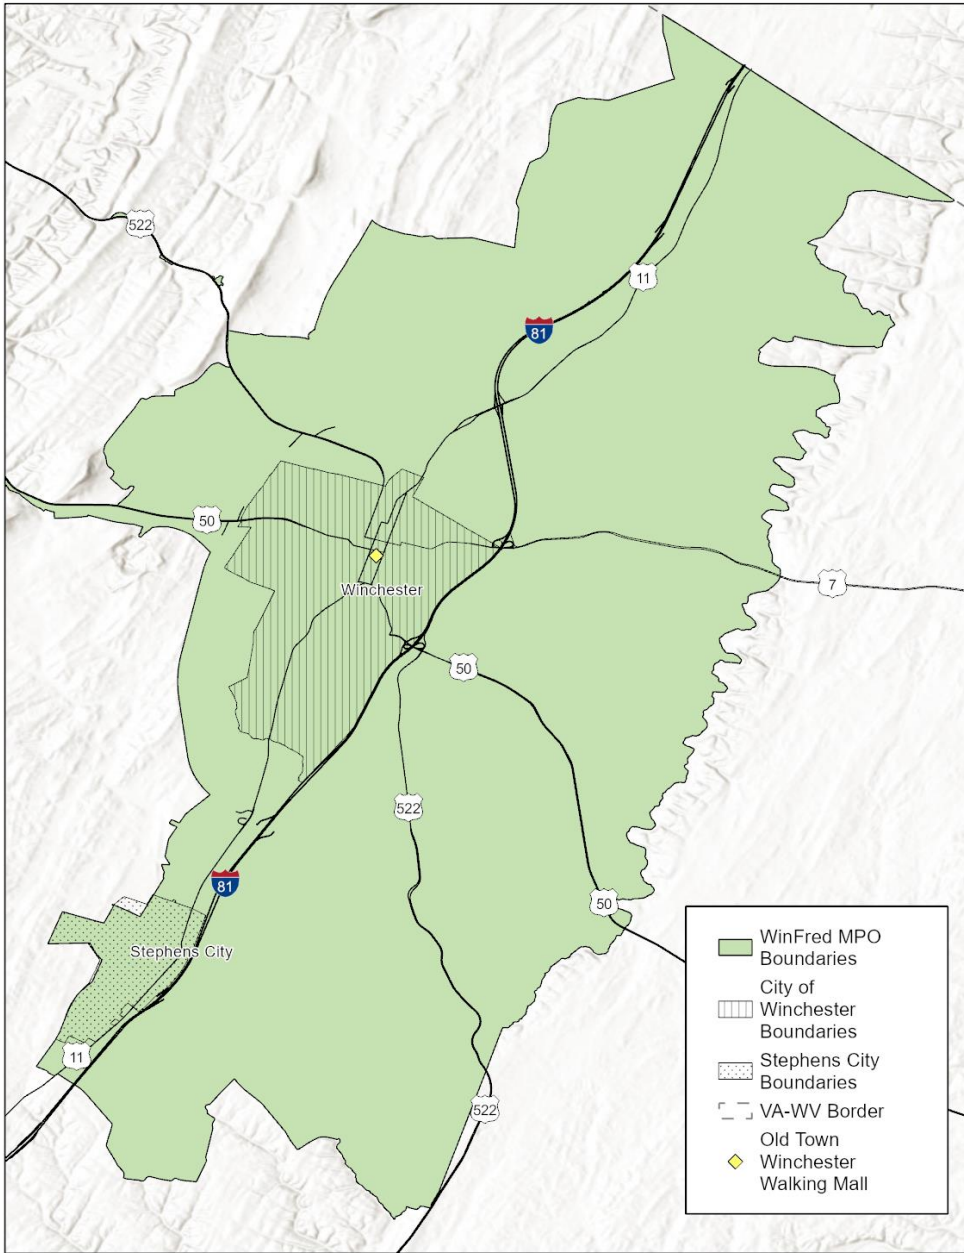 522
11
81
50
Winchester
7
50
522
81
50
Stephens City
11
522
WinFred MPO
Boundaries
City of
Winchester
Boundaries
Stephens City
Boundaries
VA-WV Border
Old Town
Winchester
Walking Mall